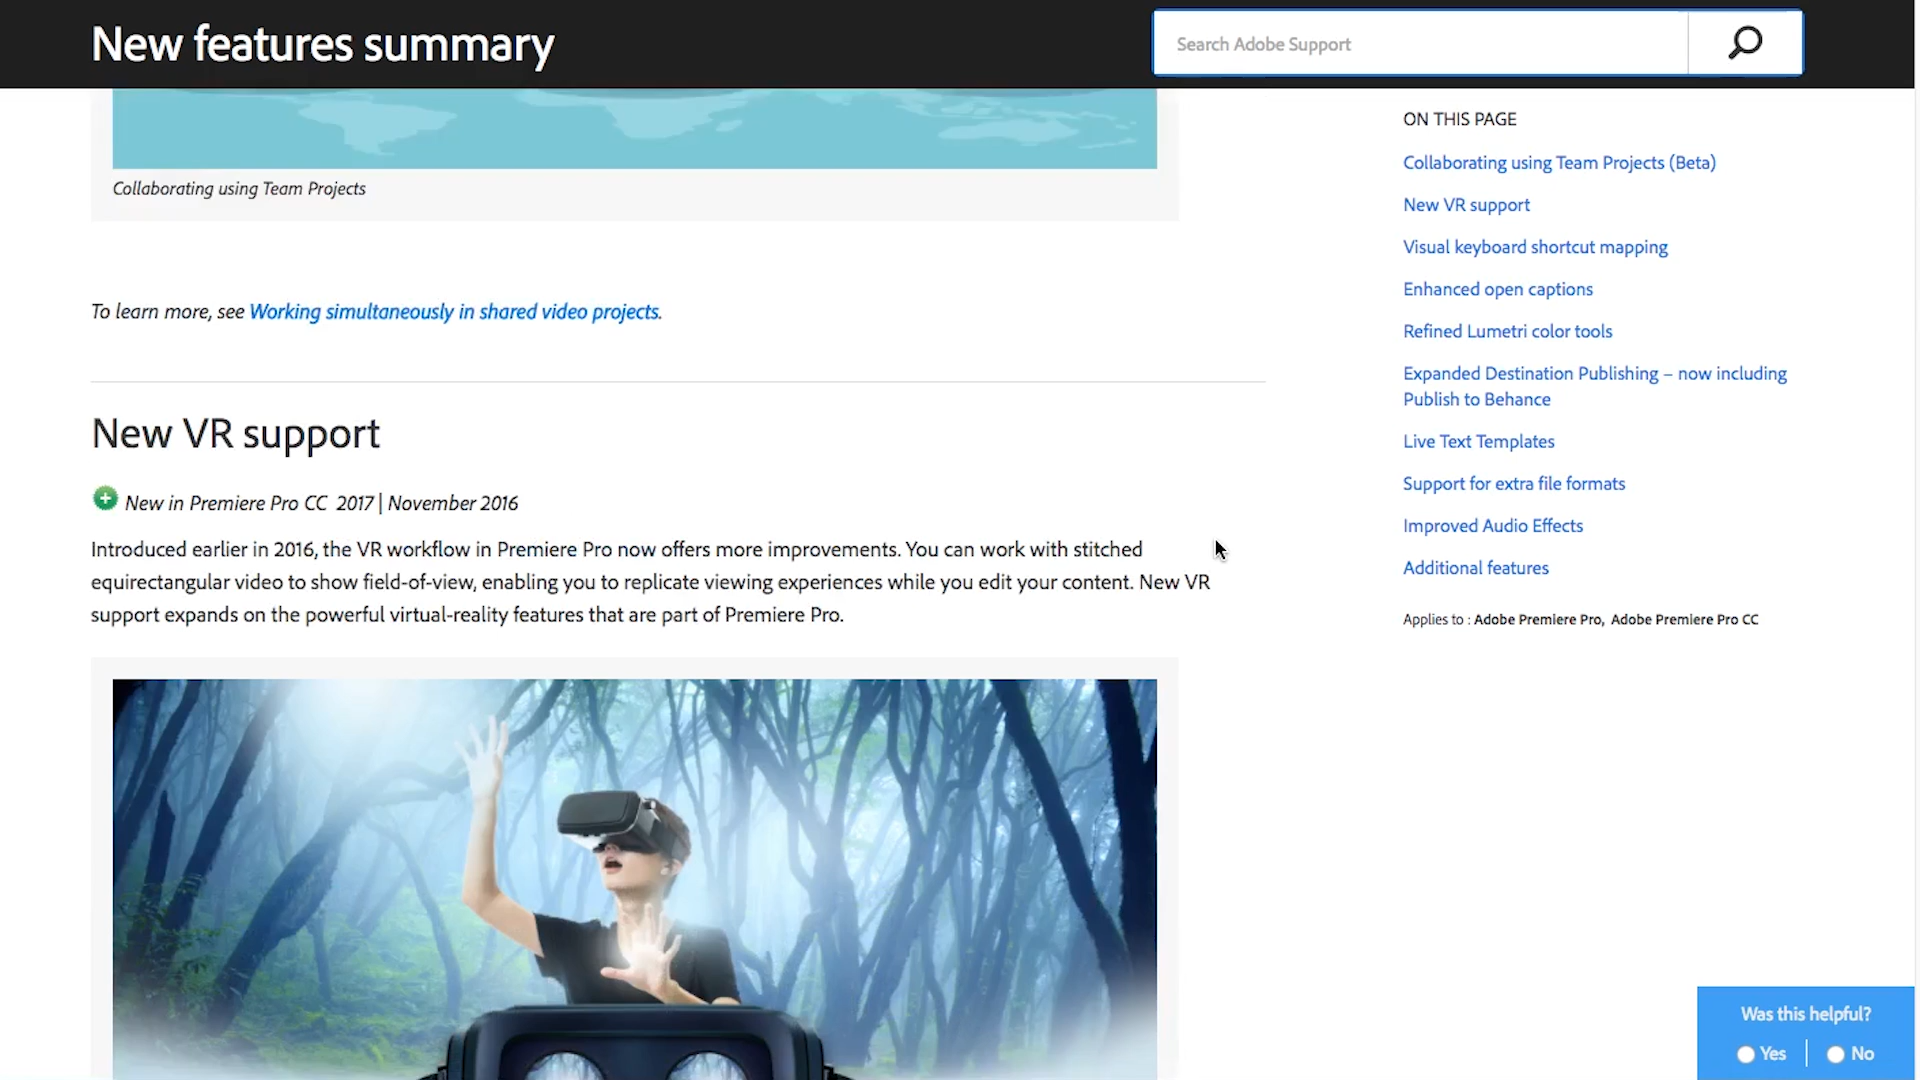 New features summary
Search Adobe Support
Collaborating using Team Projects
To learn more, see Working simultaneously in shared video projects.
New VR support
New in Premiere Pro CC 2017 | November 2016
Introduced earlier in 2016, the VR workflow in Premiere Pro now offers more improvements. You can work with stitched
equirectangular video to show field-of-view, enabling you to replicate viewing experiences while you edit your content. New VR
support expands on the powerful virtual-reality features that are part of Premiere Pro.
ON THIS PAGE
Collaborating using Team Projects (Beta)
New VR support
Visual keyboard shortcut mapping
Enhanced open captions
Refined Lumetri color tools
Expanded Destination Publishing – now including
Publish to Behance
Live Text Templates
Support for extra file formats
Improved Audio Effects
Additional features
Applies to : Adobe Premiere Pro, Adobe Premiere Pro CC
Was this helpful?
Yes | No